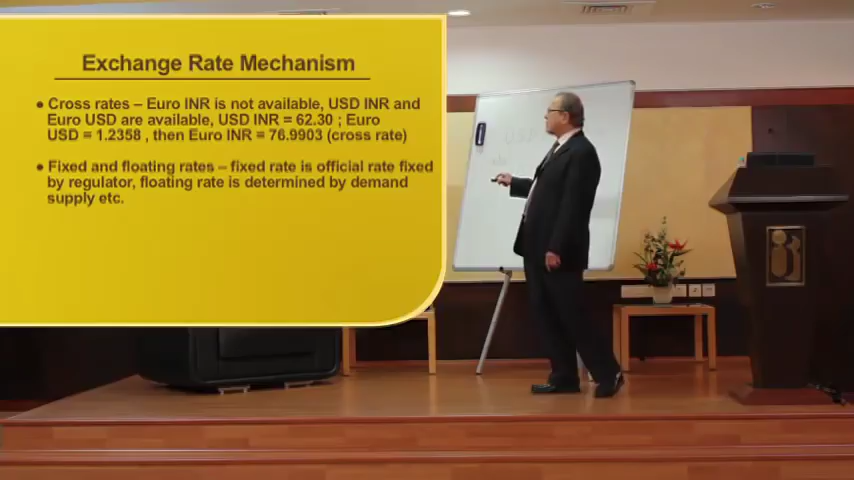 Exchange Rate Mechanism
• Cross rates – Euro INR is not available, USD INR and
Euro USD are available, USD INR = 62.30 ; Euro
USD = 1.2358 , then Euro INR = 76.9903 (cross rate)
• Fixed and floating rates – fixed rate is official rate fixed
by regulator, floating rate is determined by demand
supply etc.